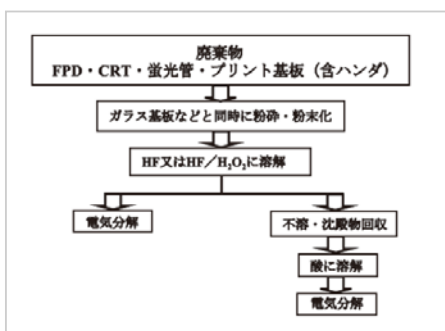 廃棄物
FPD・CRT・蛍光管・プリント基板（含ハンダ）
ガラス基板などと同時に粉砕・粉末化
HF又はHF／H₂O₂に溶解
電気分解
不溶・沈殿物回収
酸に溶解
電気分解